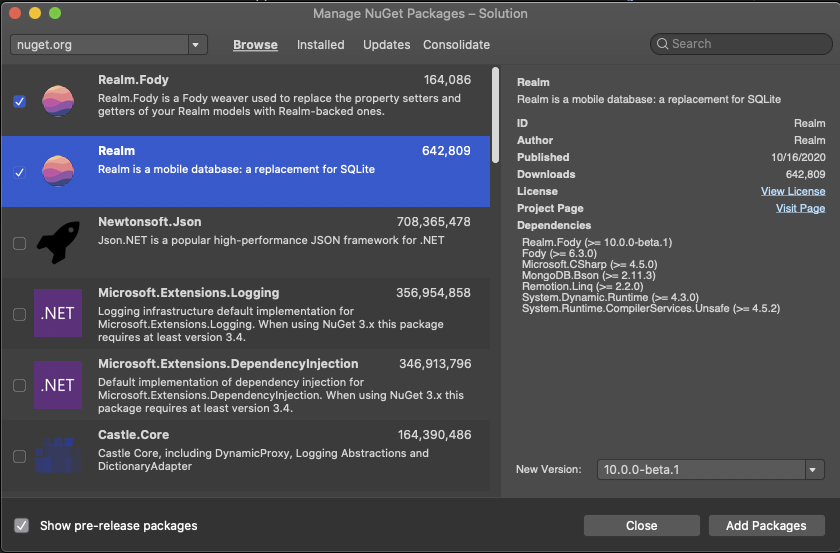 Manage NuGet Packages – Solution
nuget.org
Browse Installed Updates Consolidate
Search
Realm.Fody 164,086
Realm.Fody is a Fody weaver used to replace the property setters and
getters of your Realm models with Realm-backed ones.
Realm 642,809
Realm is a mobile database: a replacement for SQLite
Newtonsoft.Json 708,365,478
Json.NET is a popular high-performance JSON framework for .NET
.NET
Microsoft.Extensions.Logging 356,954,858
Logging infrastructure default implementation for
Microsoft.Extensions.Logging. When using NuGet 3.x this package
requires at least version 3.4.
.NET
Microsoft.Extensions.DependencyInjection 346,913,796
Default implementation of dependency injection for
Microsoft.Extensions.DependencyInjection. When using NuGet 3.x this
package requires at least version 3.4.
Castle.Core 164,390,486
Castle Core, including DynamicProxy, Logging Abstractions and
DictionaryAdapter
Realm
Realm is a mobile database: a replacement for SQLite
ID Realm
Author Realm
Published 10/16/2020
Downloads 642,809
License View License
Project Page Visit Page
Dependencies
Realm.Fody (>= 10.0.0-beta.1)
Fody (>= 6.3.0)
Microsoft.CSharp (>= 4.5.0)
MongoDB.Bson (>= 2.11.3)
Remotion.Linq (>= 2.2.0)
System.Dynamic.Runtime (>= 4.3.0)
System.Runtime.CompilerServices.Unsafe (>= 4.5.2)
New Version: 10.0.0-beta.1
Show pre-release packages
Close
Add Packages